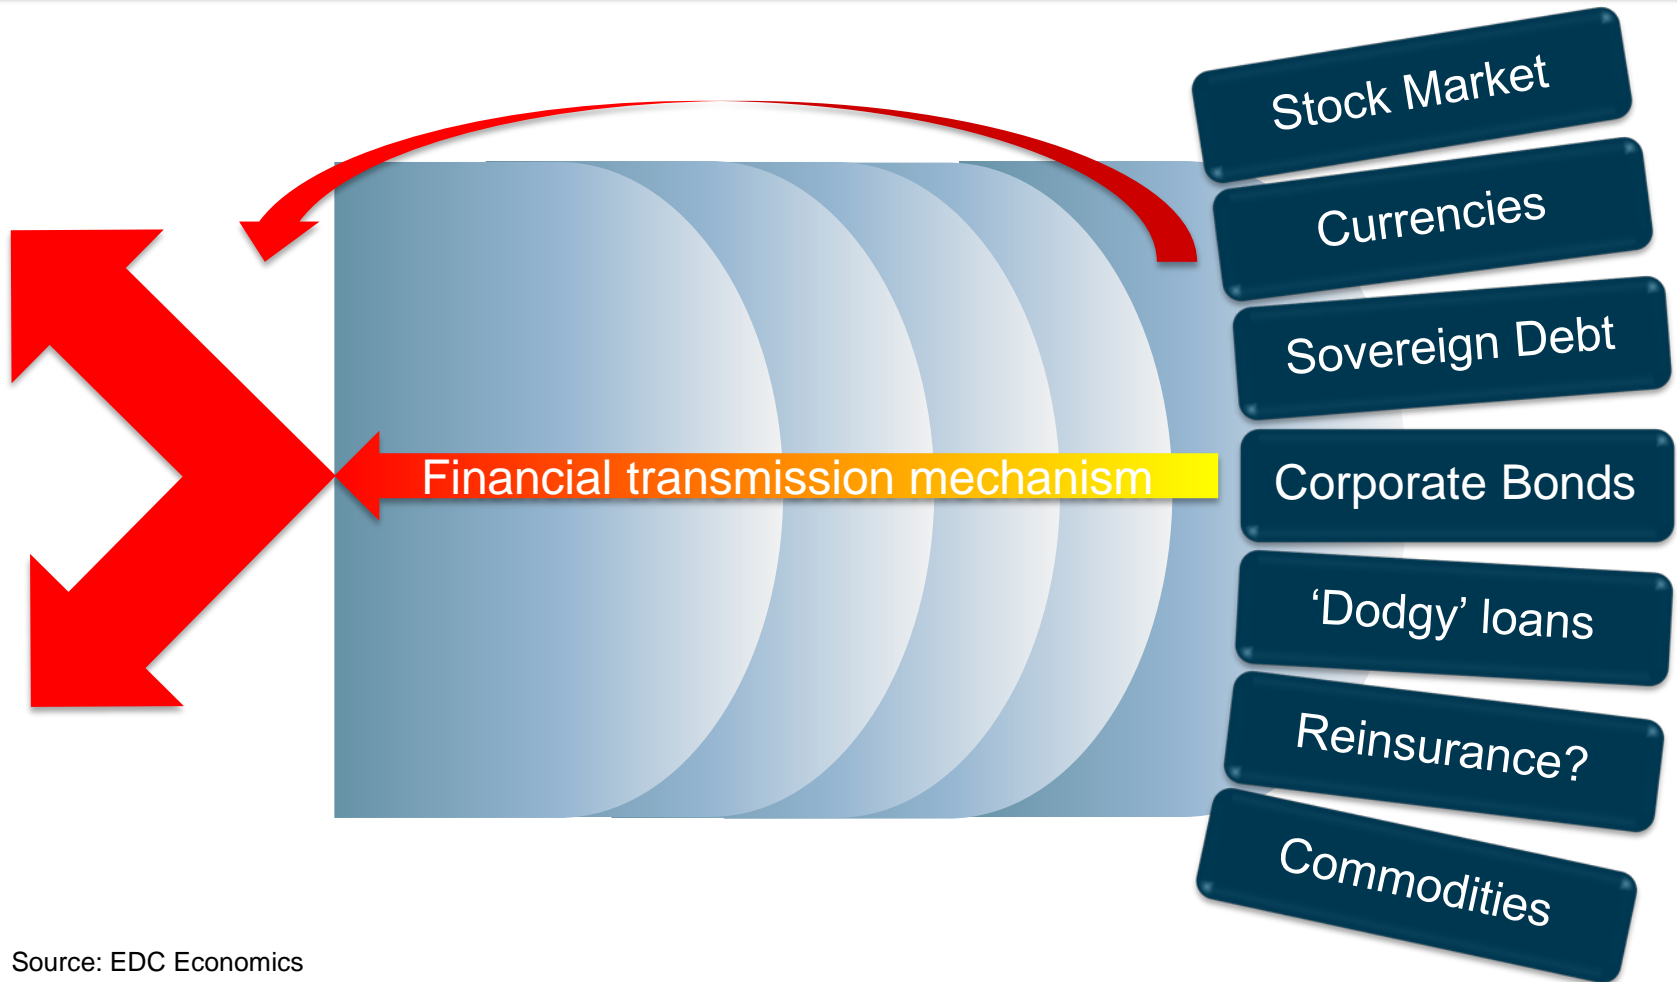 Stock Market
Currencies
Sovereign Debt
Financial transmission mechanism
Corporate Bonds
‘Dodgy’ loans
Reinsurance?
Commodities
Source: EDC Economics